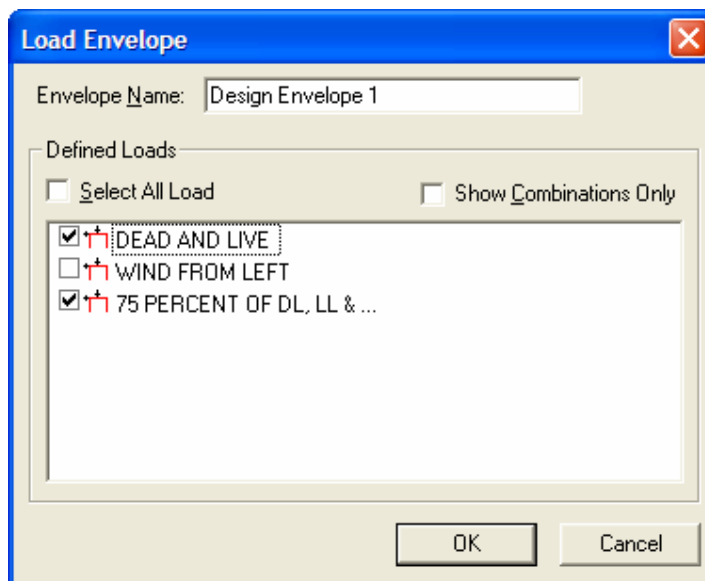 Load Envelope
Envelope Name: Design Envelope 1
Defined Loads
Select All Load
Show Combinations Only
DEAD AND LIVE
WIND FROM LEFT
75 PERCENT OF DL, LL & ...
OK Cancel